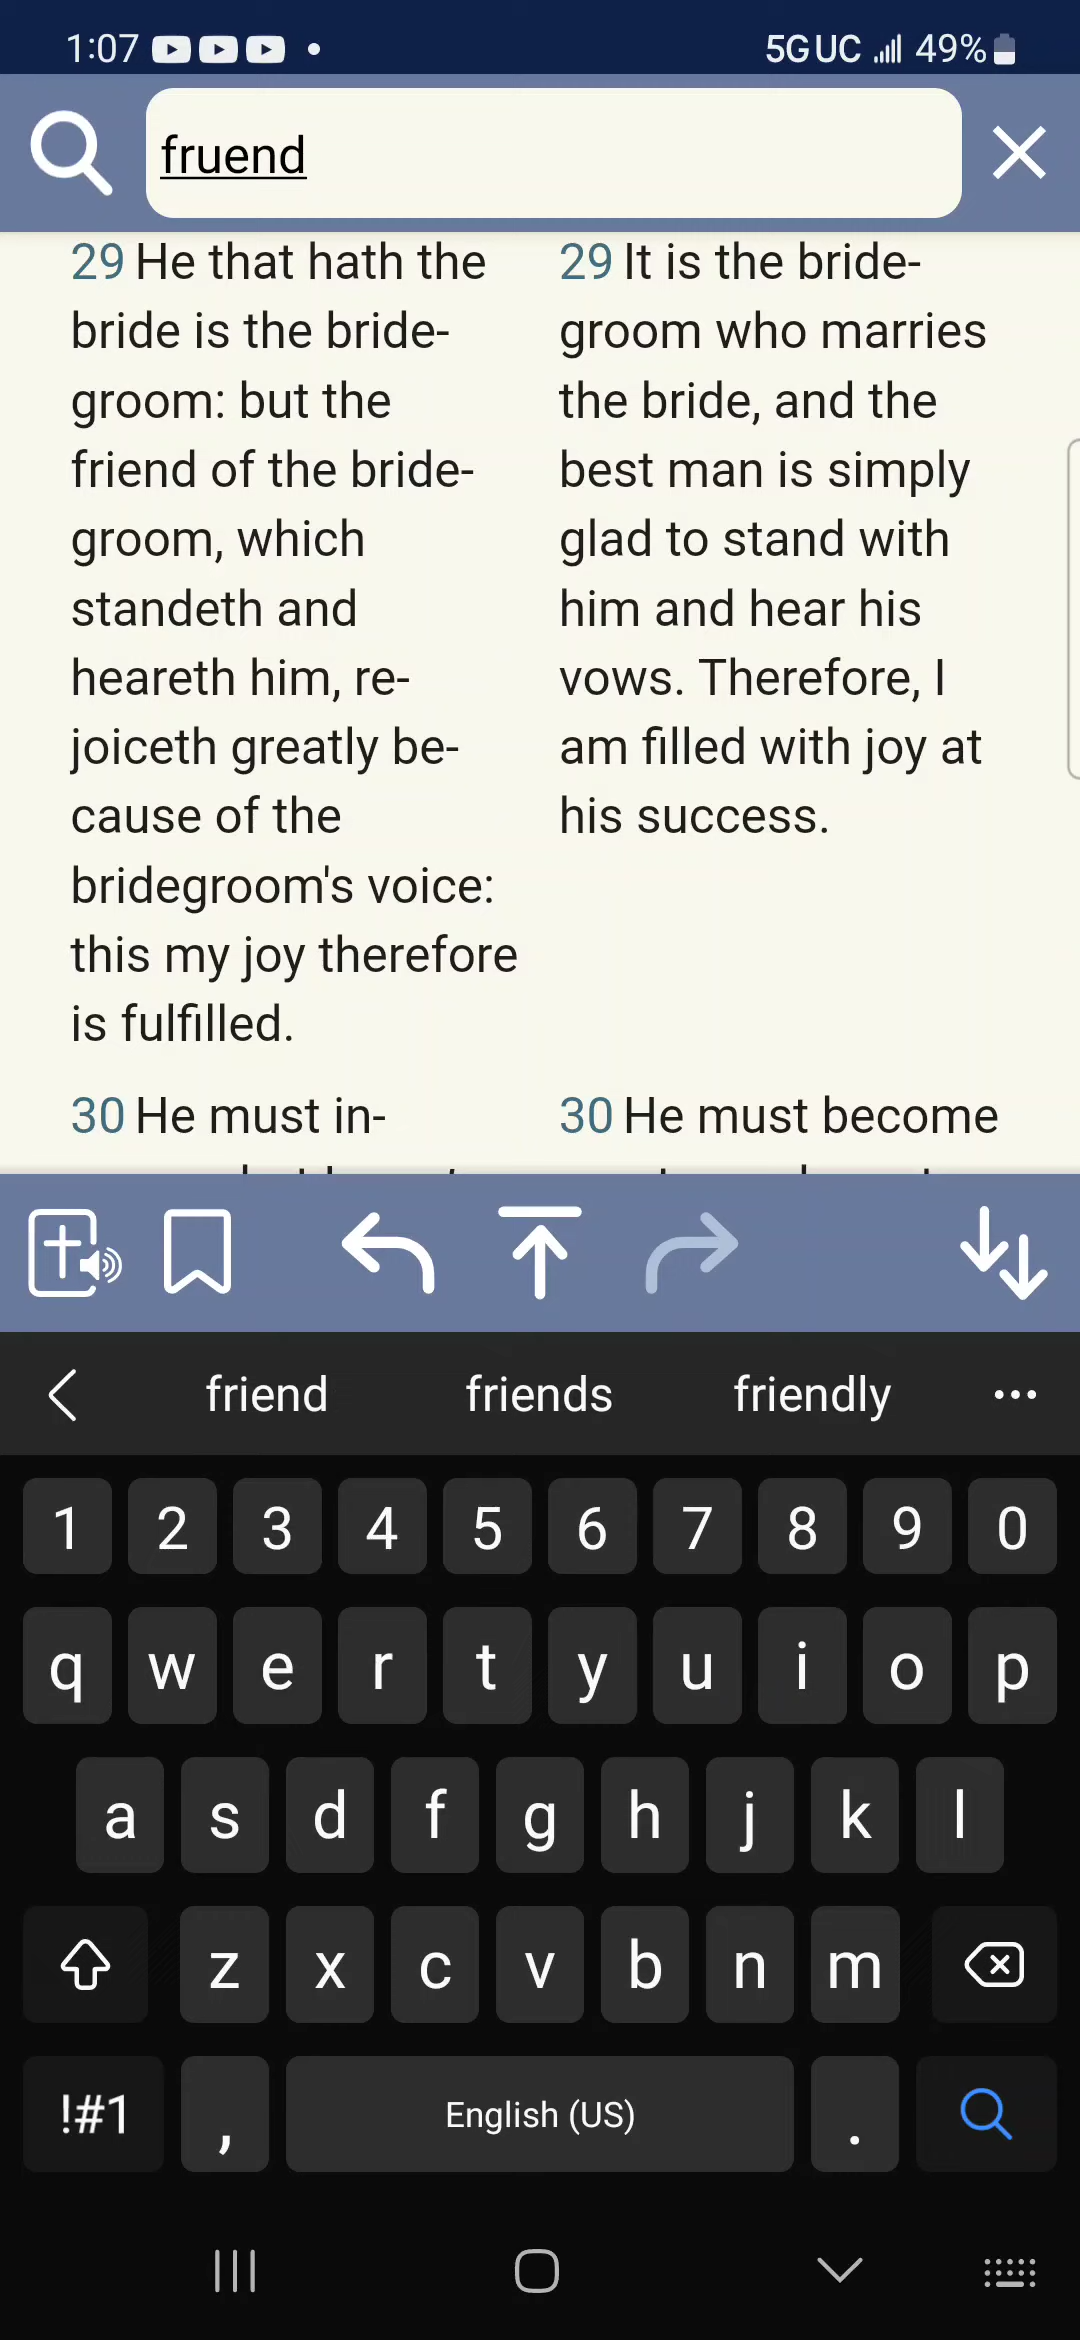 1:07
5G UC 49%
fruend
29 He that hath the
bride is the bride-
groom: but the
friend of the bride-
groom, which
standeth and
heareth him, re-
joiceth greatly be-
cause of the
bridegroom's voice:
this my joy therefore
is fulfilled.
30 He must in-
29 It is the bride-
groom who marries
the bride, and the
best man is simply
glad to stand with
him and hear his
vows. Therefore, I
am filled with joy at
his success.
30 He must become
friend friends friendly
1 2 3 4 5 6 7 8 9 0
q w e r t y u i o p
a s d f g h j k l
z x c v b n m
!#1 , English (US) .